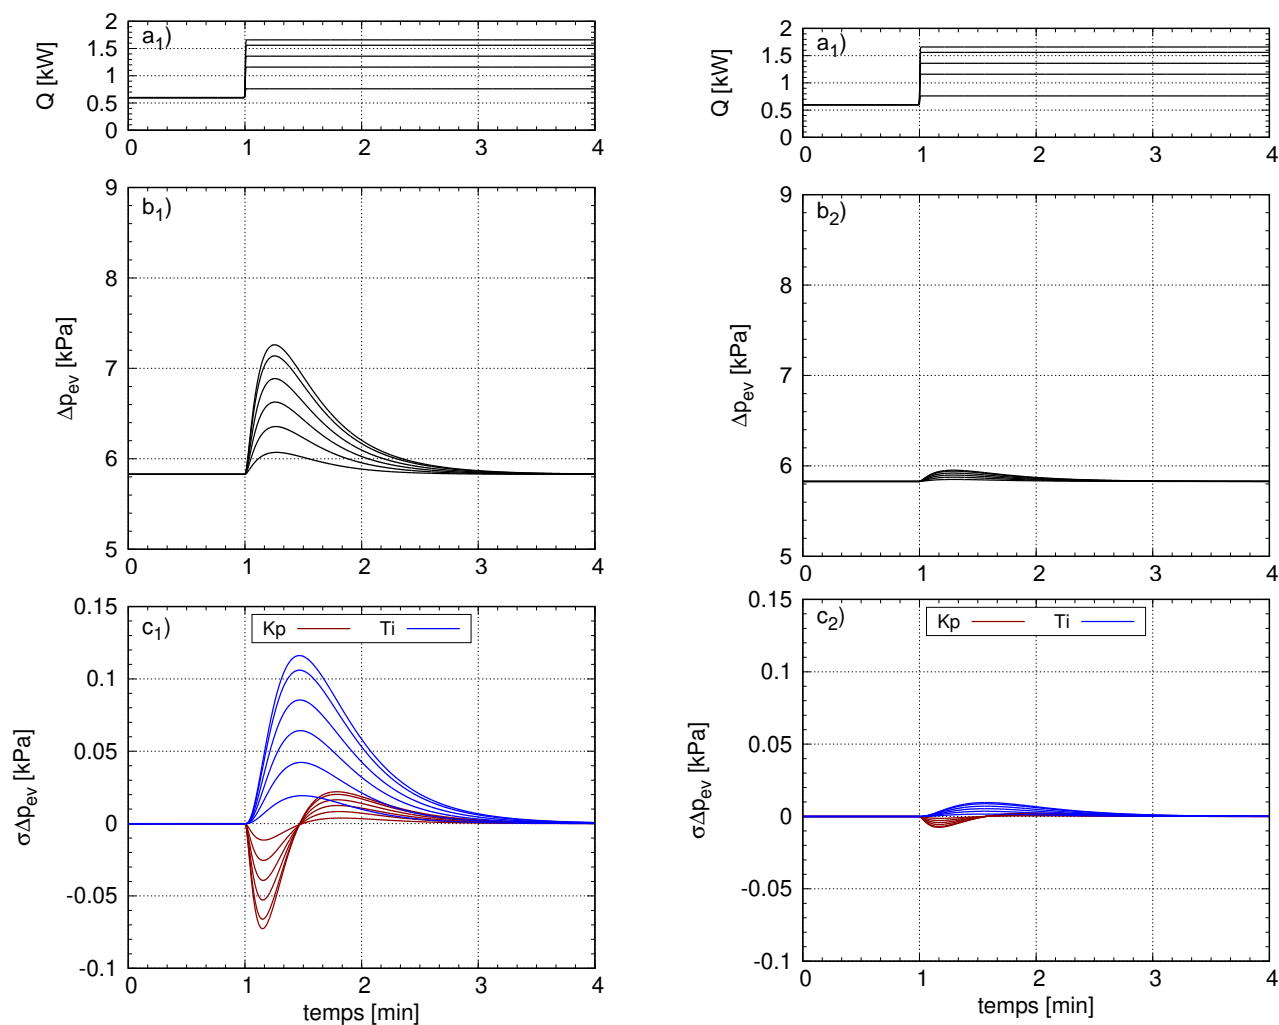 a1)
Q [kW]
2
1.5
1
0.5
0
0 1 2 3 4
b1)
Δpev [kPa]
9
8
7
6
5
0 1 2 3 4
c1)
Kp Ti
σΔpev [kPa]
0.15
0.1
0.05
0
-0.05
-0.1
0 1 2 3 4
temps [min]
a1)
Q [kW]
2
1.5
1
0.5
0
0 1 2 3 4
b2)
Δpev [kPa]
9
8
7
6
5
0 1 2 3 4
c2)
Kp Ti
σΔpev [kPa]
0.15
0.1
0.05
0
-0.05
-0.1
0 1 2 3 4
temps [min]